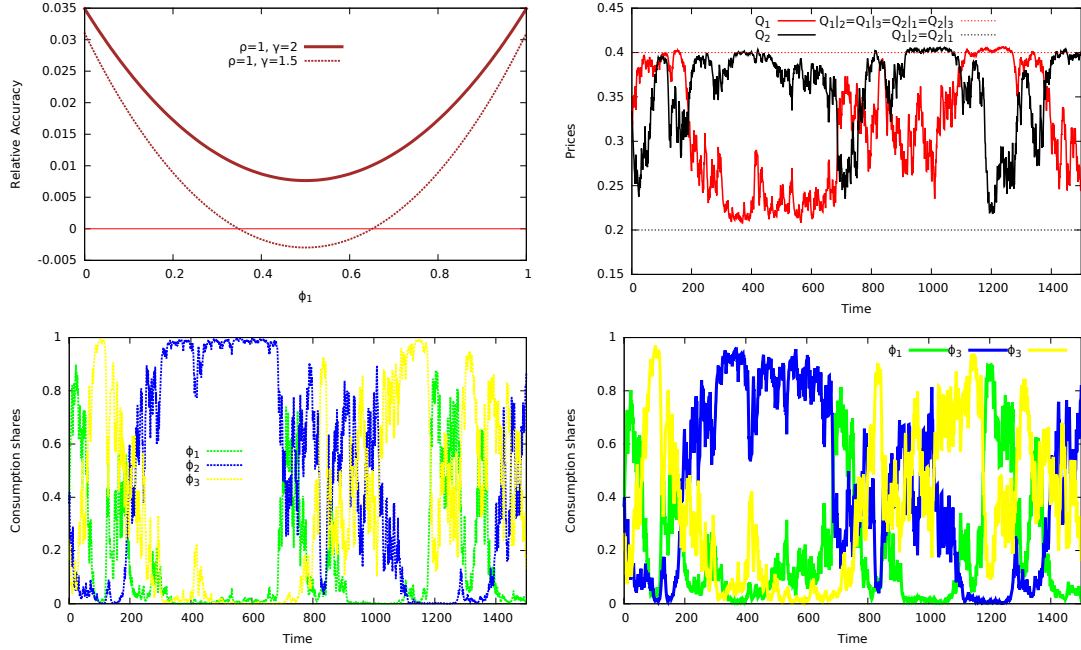 0.035
0.03
0.025
0.02
0.015
0.01
0.005
0
-0.005
0 0.2 0.4 0.6 0.8 1
Relative Accuracy
ϕ1
ρ=1, γ=2
ρ=1, γ=1.5
0.45
0.4
0.35
0.3
0.25
0.2
0.15
0 200 400 600 800 1000 1200 1400
Prices
Time
Q1 Q1|2=Q1|3=Q2|1=Q2|3
Q2 Q1|2=Q2|1
1
0.8
0.6
0.4
0.2
0
0 200 400 600 800 1000 1200 1400
Consumption shares
Time
ϕ1
ϕ2
ϕ3
1
0.8
0.6
0.4
0.2
0
0 200 400 600 800 1000 1200 1400
Consumption shares
Time
ϕ1 ϕ3 ϕ3